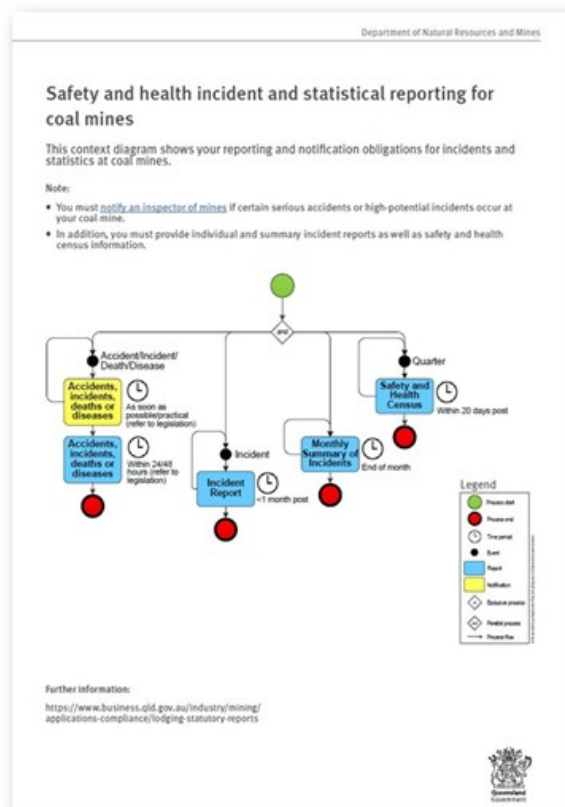 Department of Natural Resources and Mines
Safety and health incident and statistical reporting for
coal mines
This context diagram shows your reporting and notification obligations for incidents and
statistics at coal mines.
Note:
• You must notify an inspector of mines if certain serious accidents or high-potential incidents occur at
your coal mine.
• In addition, you must provide individual and summary incident reports as well as safety and health
census information.
and
Accident/Incident/
Death/Disease
Accidents,
incidents,
deaths or
diseases
As soon as
possible/practical
(refer to legislation)
Accidents,
incidents,
deaths or
diseases
Within 24/48
hours (refer to
legislation)
Incident
Incident
Report
<1 month post
Monthly
Summary of
Incidents
End of month
Quarter
Safety and
Health
Census
Within 20 days post
Legend
Process start
Process end
Time period
Event
Report
Notification
Exclusive process
Parallel process
Process flow
Further information:
https://www.business.qld.gov.au/industry/mining/
applications-compliance/lodging-statutory-reports
Queensland
Government